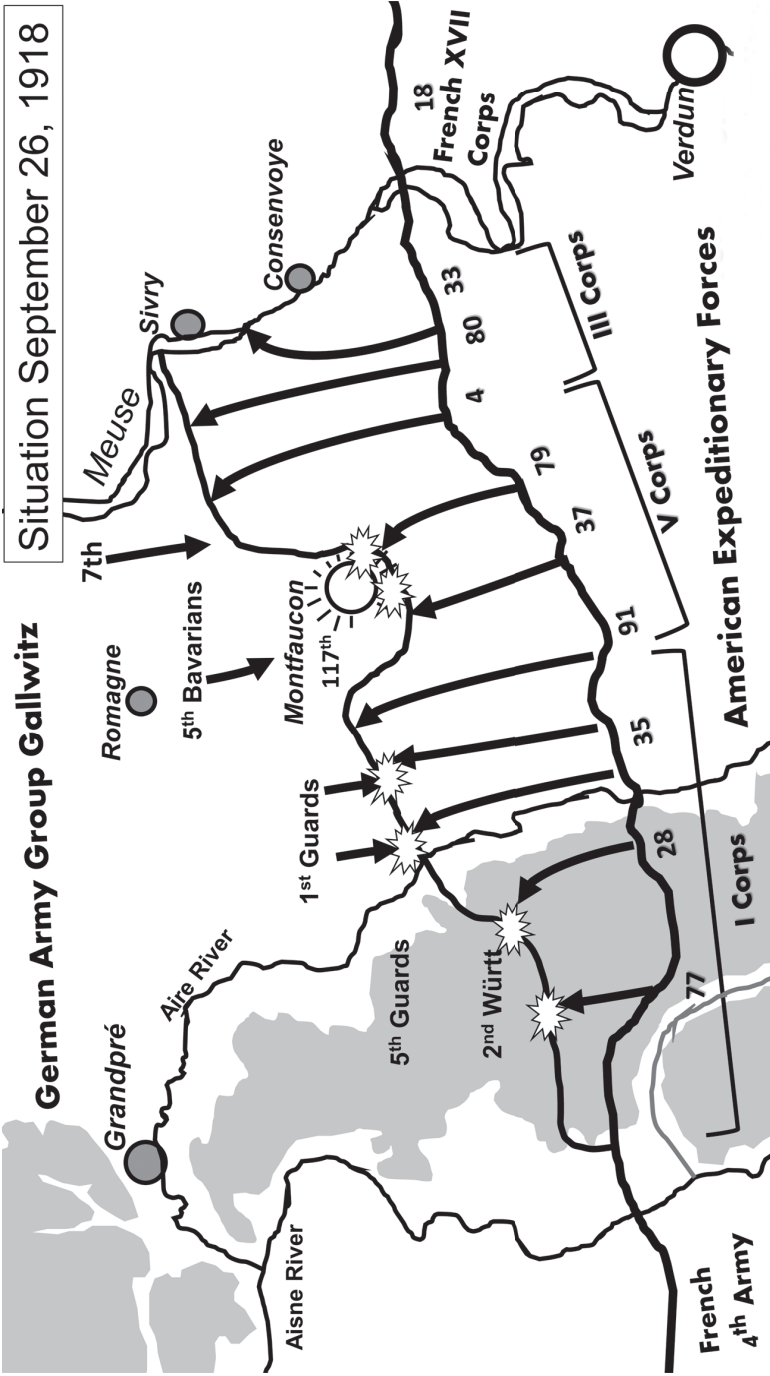 Situation September 26, 1918
German Army Group Gallwitz
Grandpré
Aire River
Aisne River
Romagne
7th
Meuse
Sivry
Consenvoye
5th Bavarians
Montfaucon
117th
1st Guards
5th Guards
2nd Württ
French
4th Army
77
28
35
91
37
79
4
80
33
18
French XVII
Corps
Verdun
I Corps
V Corps
III Corps
American Expeditionary Forces